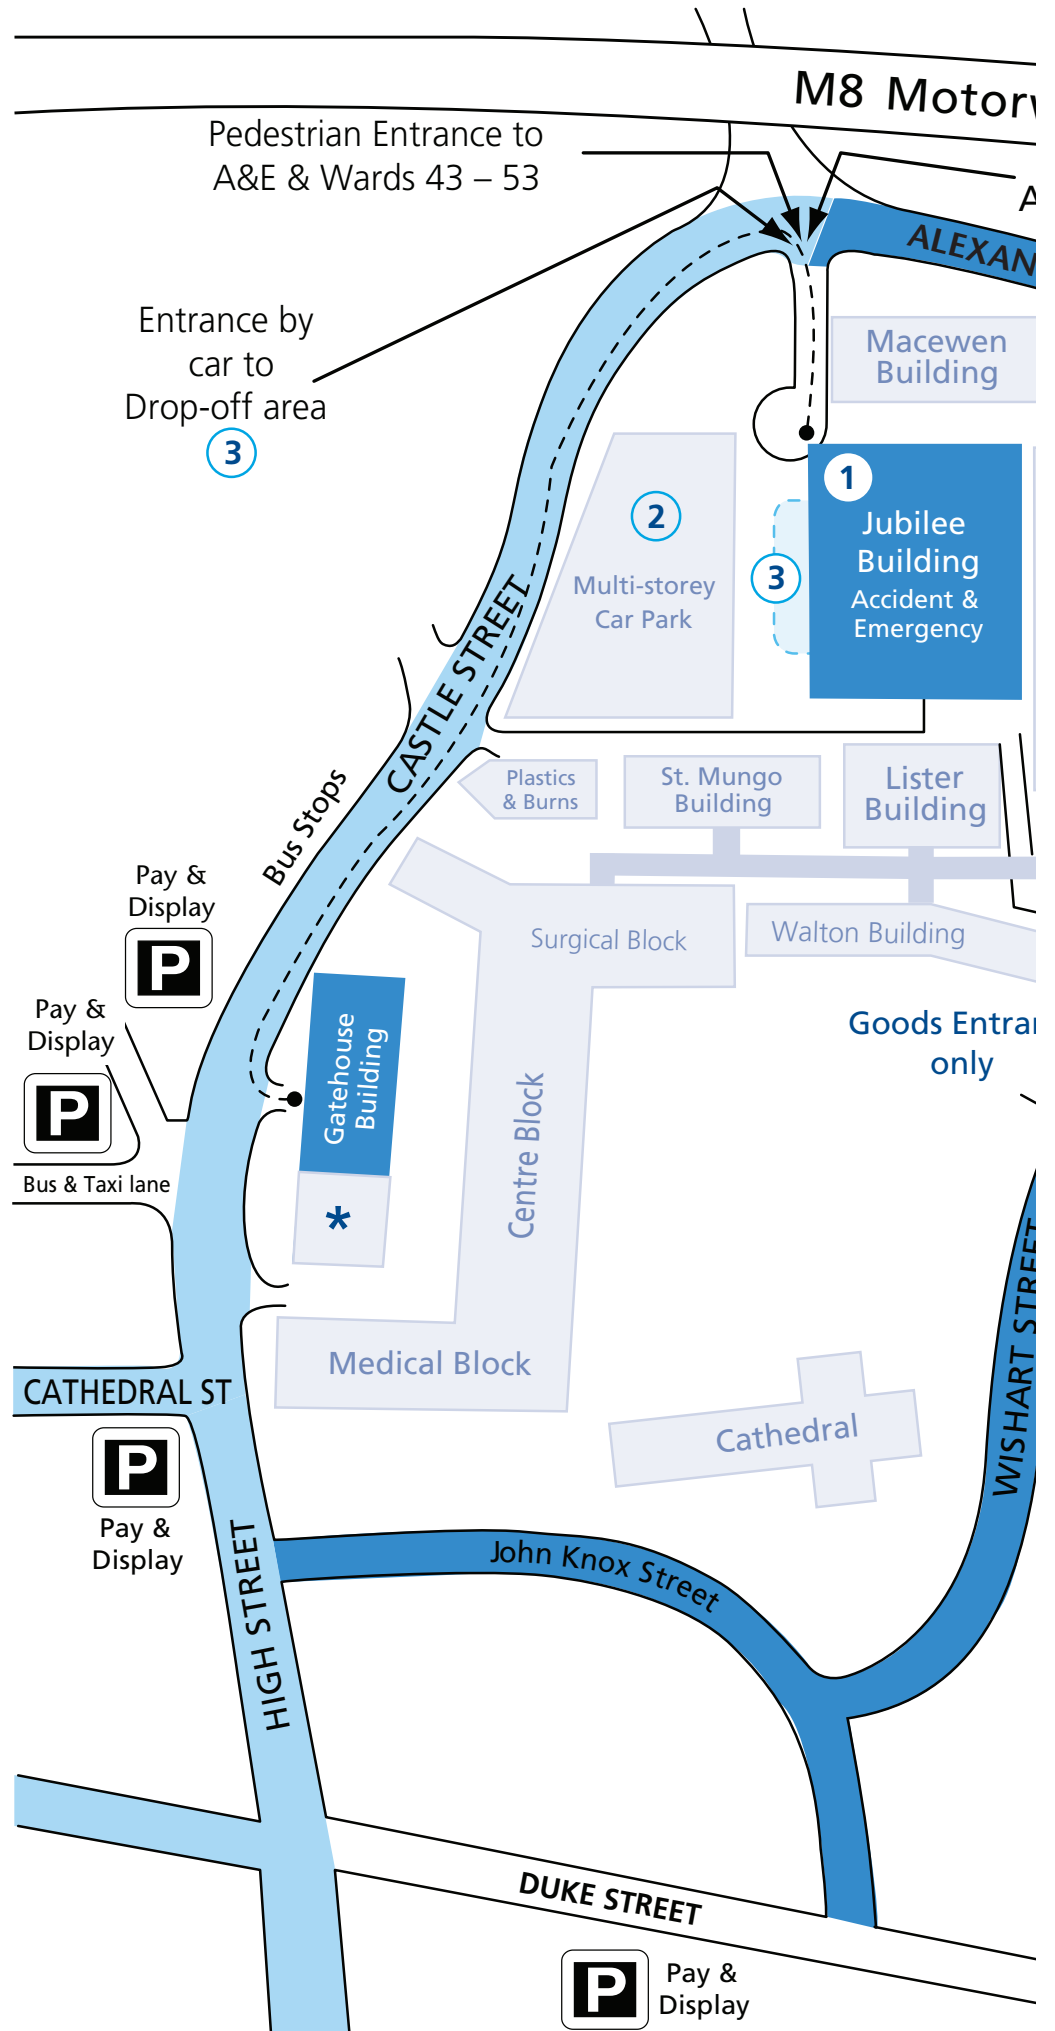 M8 Motorw
Pedestrian Entrance to
A&E & Wards 43 – 53
A
ALEXAN
Entrance by
car to
Drop-off area
3
Macewen
Building
1
Jubilee
Building
Accident &
Emergency
2
Multi-storey
Car Park
3
CASTLE STREET
Bus Stops
Plastics
& Burns
St. Mungo
Building
Lister
Building
Pay &
Display
P
Surgical Block
Walton Building
Pay &
Display
P
Goods Entran
only
Gatehouse
Building
Centre Block
Bus & Taxi lane
*
WISHART STREET
Medical Block
CATHEDRAL ST
Cathedral
P
Pay &
Display
HIGH STREET
John Knox Street
DUKE STREET
P
Pay &
Display